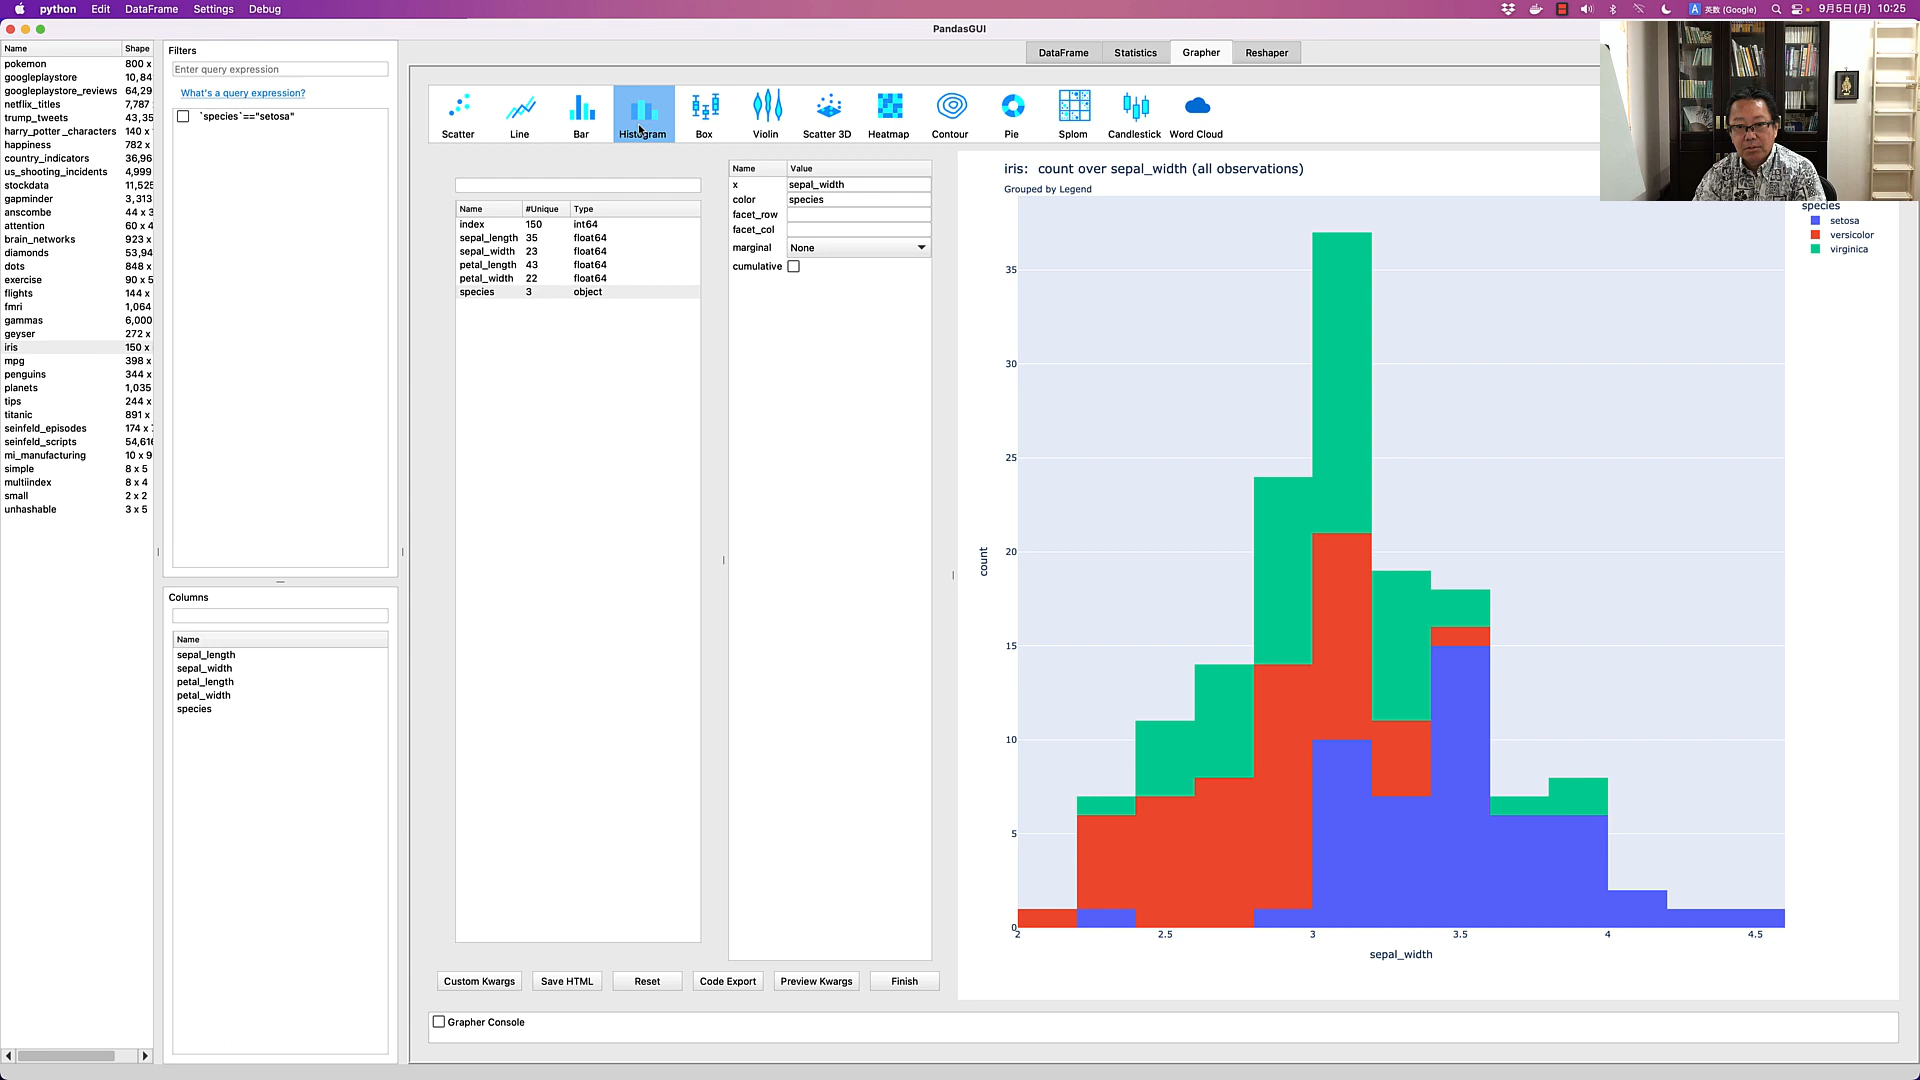 python Edit DataFrame Settings Debug
A 英数 (Google) 9月5日(月) 10:25
PandasGUI
Name Shape
pokemon 800 x
googleplaystore 10,84
googleplaystore_reviews 64,29
netflix_titles 7,787
trump_tweets 43,35
harry_potter_characters 140 x
happiness 782 x
country_indicators 36,96
us_shooting_incidents 4,999
stockdata 11,525
gapminder 3,313
anscombe 44 x 3
attention 60 x 4
brain_networks 923 x
diamonds 53,94
dots 848 x
exercise 90 x 5
flights 144 x
fmri 1,064
gammas 6,000
geyser 272 x
iris 150 x
mpg 398 x
penguins 344 x
planets 1,035
tips 244 x
titanic 891 x
seinfeld_episodes 174 x
seinfeld_scripts 54,616
mi_manufacturing 10 x 9
simple 8 x 5
multiindex 8 x 4
small 2 x 2
unhashable 3 x 5
Filters
Enter query expression
What's a query expression?
`species`=="setosa"
Columns
Name
sepal_length
sepal_width
petal_length
petal_width
species
DataFrame Statistics Grapher Reshaper
Scatter Line Bar Histogram Box Violin Scatter 3D Heatmap Contour Pie Splom Candlestick Word Cloud
Name #Unique Type
index 150 int64
sepal_length 35 float64
sepal_width 23 float64
petal_length 43 float64
petal_width 22 float64
species 3 object
Name Value
x sepal_width
color species
facet_row
facet_col
marginal None
cumulative
Custom Kwargs Save HTML Reset Code Export Preview Kwargs Finish
Grapher Console
iris: count over sepal_width (all observations)
Grouped by Legend
species
setosa
versicolor
virginica
35
30
25
20
15
10
5
0
count
2 2.5 3 3.5 4 4.5
sepal_width